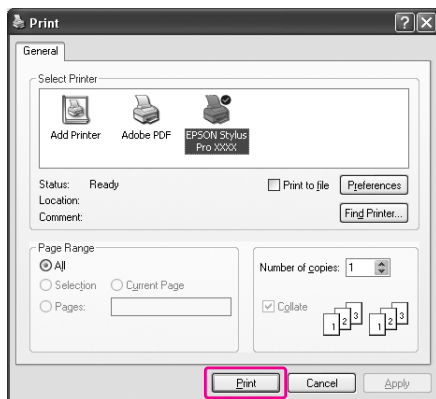 Print
General
Select Printer
Add Printer Adobe PDF EPSON Stylus
Pro XXXX
Status: Ready Print to file Preferences
Location:
Comment: Find Printer...
Page Range
All Number of copies: 1
Selection Current Page
Pages: Collate
1 2 3 1 2 3
Print Cancel Apply